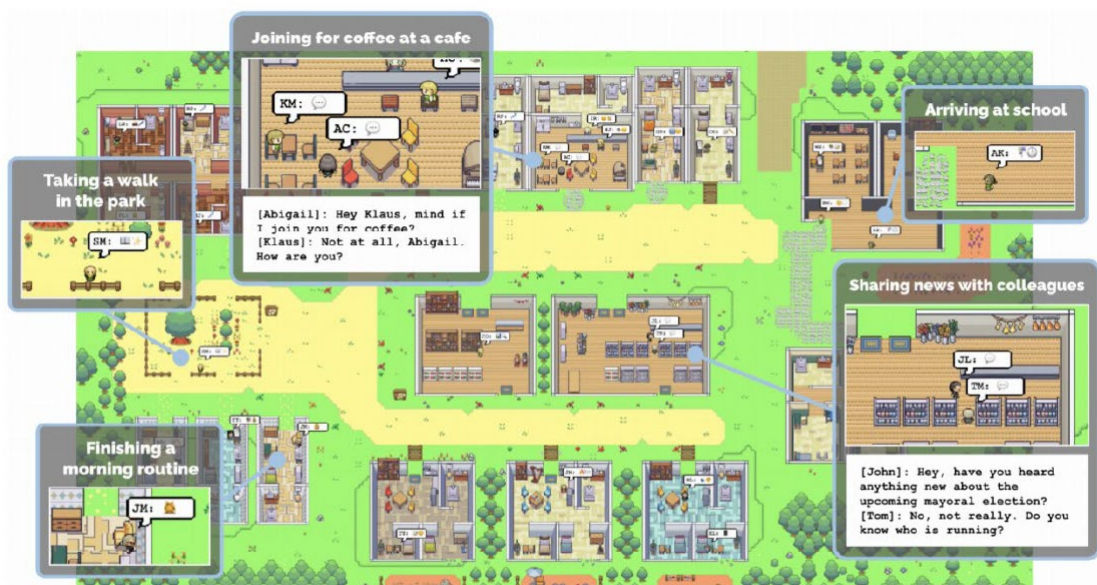 Joining for coffee at a cafe
KM:
AC:
[Abigail]: Hey Klaus, mind if
I join you for coffee?
[Klaus]: Not at all, Abigail.
How are you?
Taking a walk
in the park
SM:
Arriving at school
AK:
Sharing news with colleagues
JL:
TM:
[John]: Hey, have you heard
anything new about the
upcoming mayoral election?
[Tom]: No, not really. Do you
know who is running?
Finishing a
morning routine
JM: